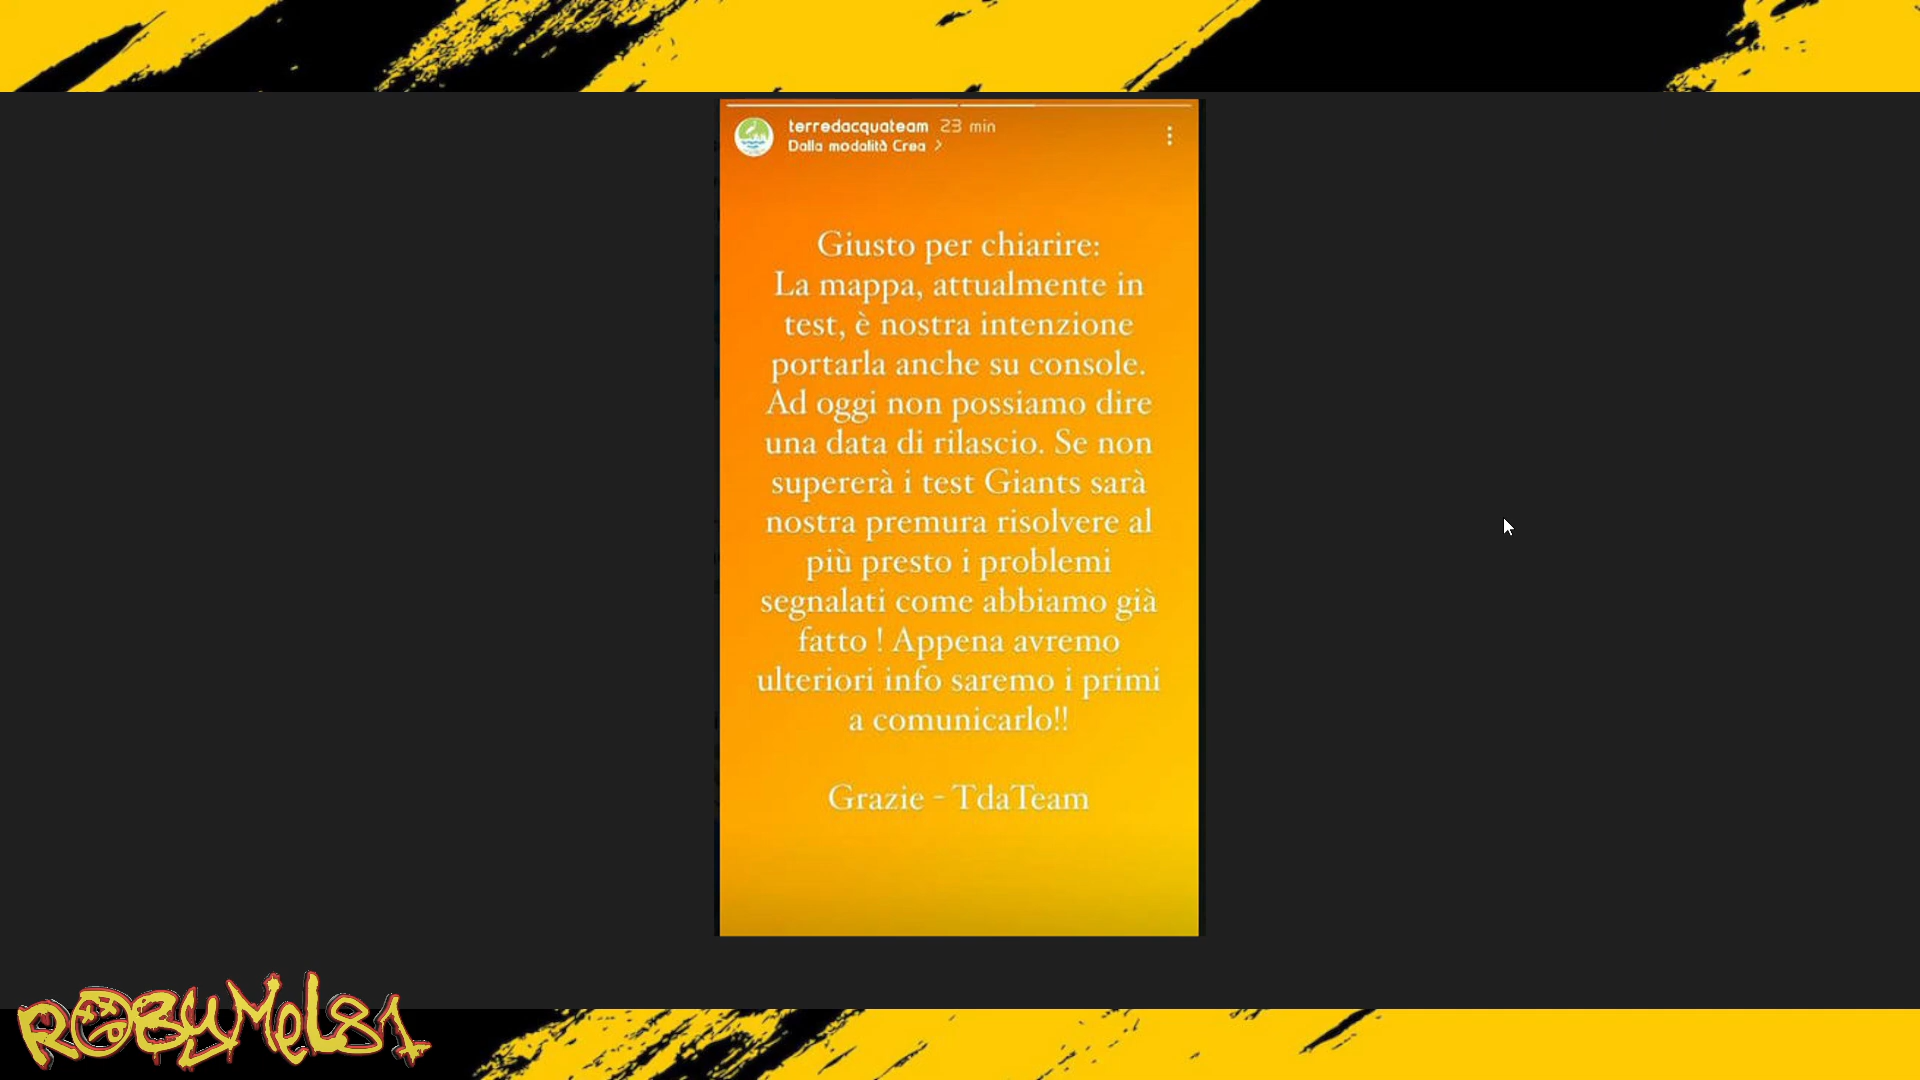 terredacquateam 23 min
Dalla modalità Crea >
Giusto per chiarire:
La mappa, attualmente in
test, è nostra intenzione
portarla anche su console.
Ad oggi non possiamo dire
una data di rilascio. Se non
supererà i test Giants sarà
nostra premura risolvere al
più presto i problemi
segnalati come abbiamo già
fatto ! Appena avremo
ulteriori info saremo i primi
a comunicarlo!!
Grazie - TdaTeam
RobyMel81